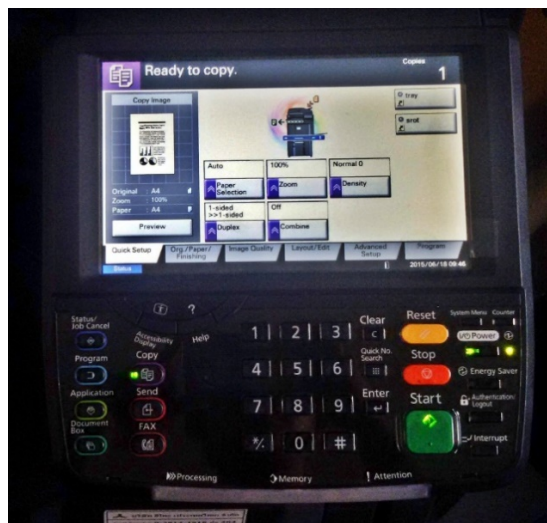 Ready to copy.
Copies
1
Copy Image
tray
srot
Original : A4
Zoom : 100%
Paper : A4
Preview
Auto
Paper
Selection
100%
Zoom
Normal 0
Density
1-sided
>>1-sided
Duplex
Off
Combine
Quick Setup
Org./Paper/
Finishing
Image Quality
Layout/Edit
Advanced
Setup
Program
Status
2015/06/18 09:46
Status/
Job Cancel
Accessibility
Display
?
Help
Program
Copy
Application
Send
Document
Box
FAX
1 2 3
Clear
C
4 5 6
Quick No.
Search
7 8 9
Enter
0 #
Reset
Stop
Start
System Menu
Counter
Power
Energy Saver
Authentication/
Logout
Interrupt
Processing
Memory
Attention